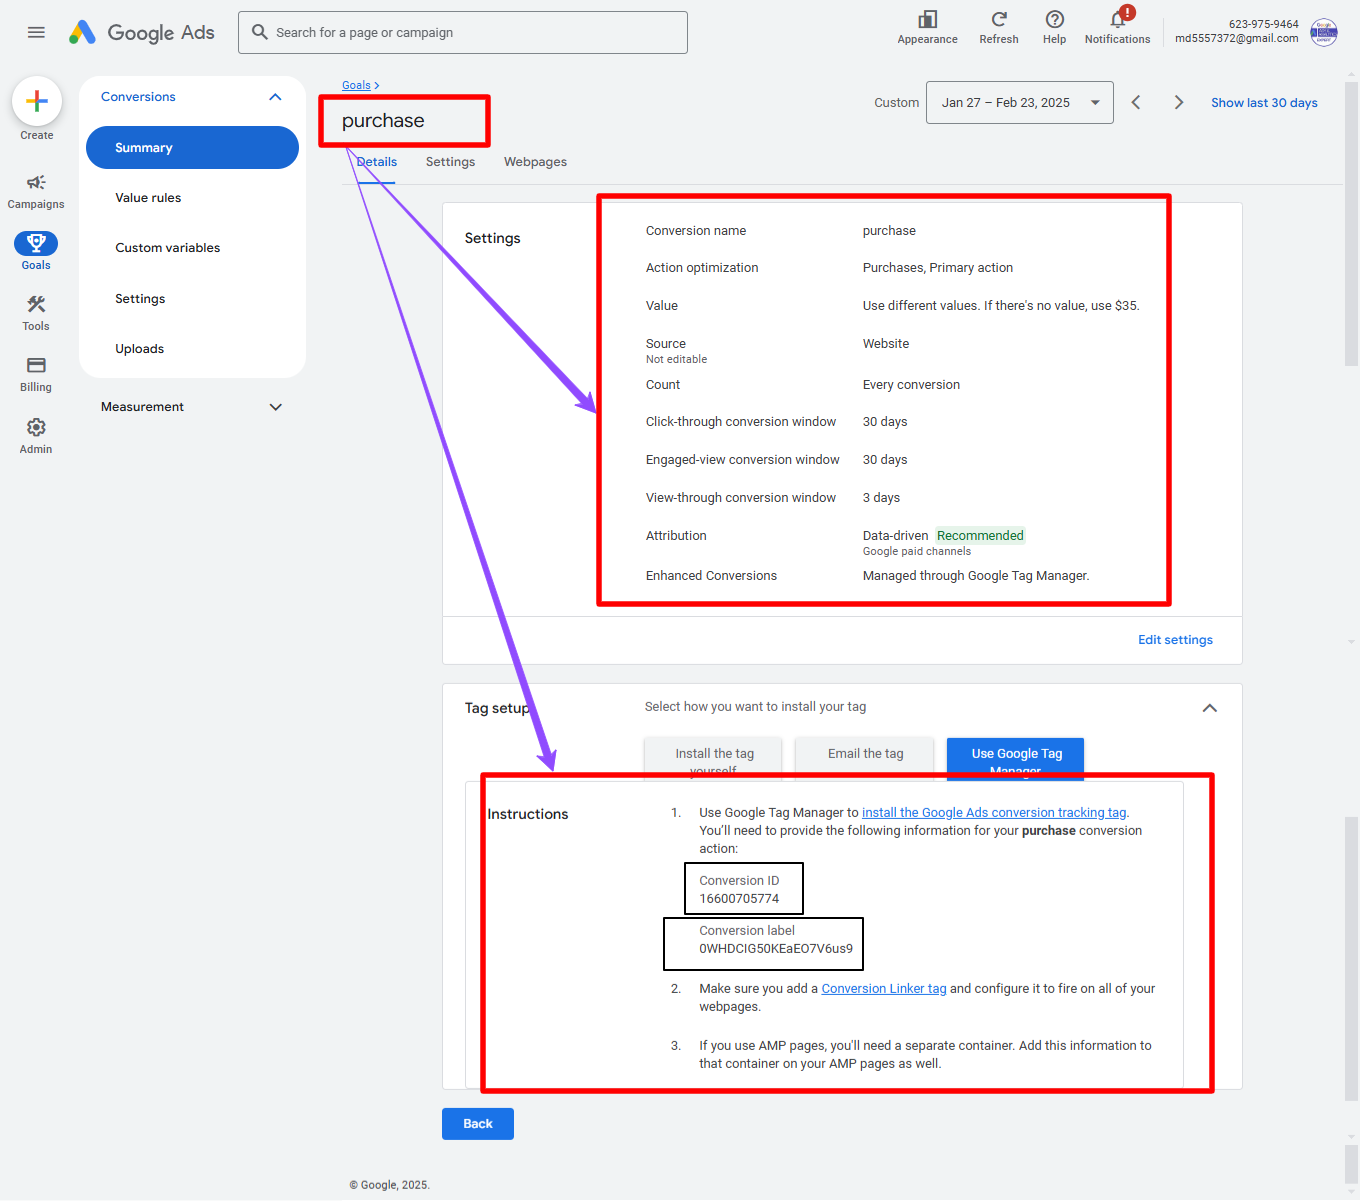 Google Ads
Search for a page or campaign
Appearance
Refresh
Help
!
Notifications
623-975-9464
md5557372@gmail.com
Create
Campaigns
Goals
Tools
Billing
Admin
Conversions
Summary
Value rules
Custom variables
Settings
Uploads
Measurement
Goals
purchase
Custom
Jan 27 – Feb 23, 2025
Show last 30 days
Details
Settings
Webpages
Settings
Conversion name
purchase
Action optimization
Purchases, Primary action
Value
Use different values. If there's no value, use $35.
Source
Not editable
Website
Count
Every conversion
Click-through conversion window
30 days
Engaged-view conversion window
30 days
View-through conversion window
3 days
Attribution
Data-driven Recommended
Google paid channels
Enhanced Conversions
Managed through Google Tag Manager.
Edit settings
Tag setup
Select how you want to install your tag
Install the tag
yourself
Email the tag
Use Google Tag
Manager
Instructions
1. Use Google Tag Manager to install the Google Ads conversion tracking tag.
You'll need to provide the following information for your purchase conversion
action:
Conversion ID
16600705774
Conversion label
0WHDCIG50KEaEO7V6us9
2. Make sure you add a Conversion Linker tag and configure it to fire on all of your
webpages.
3. If you use AMP pages, you'll need a separate container. Add this information to
that container on your AMP pages as well.
Back
© Google, 2025.